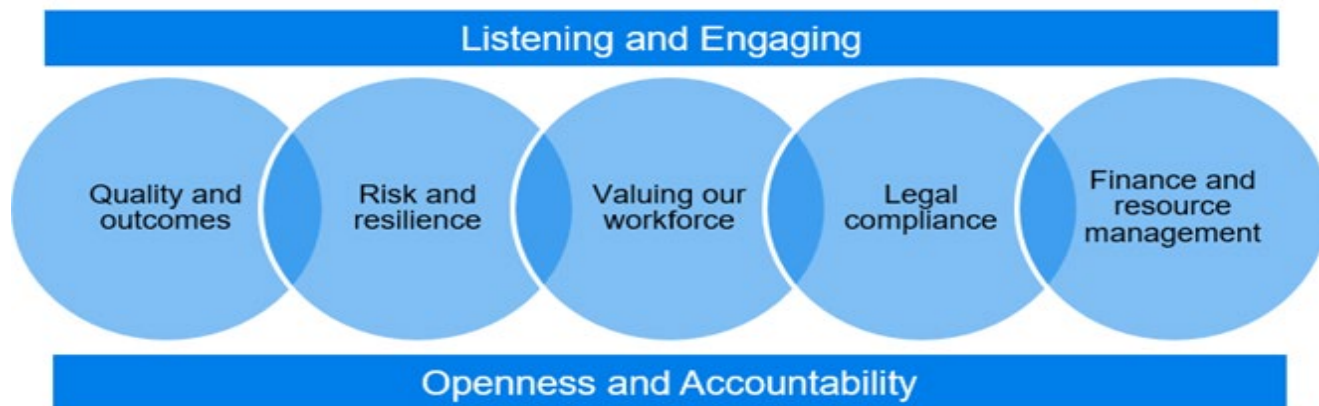 Listening and Engaging
Quality and
outcomes
Risk and
resilience
Valuing our
workforce
Legal
compliance
Finance and
resource
management
Openness and Accountability